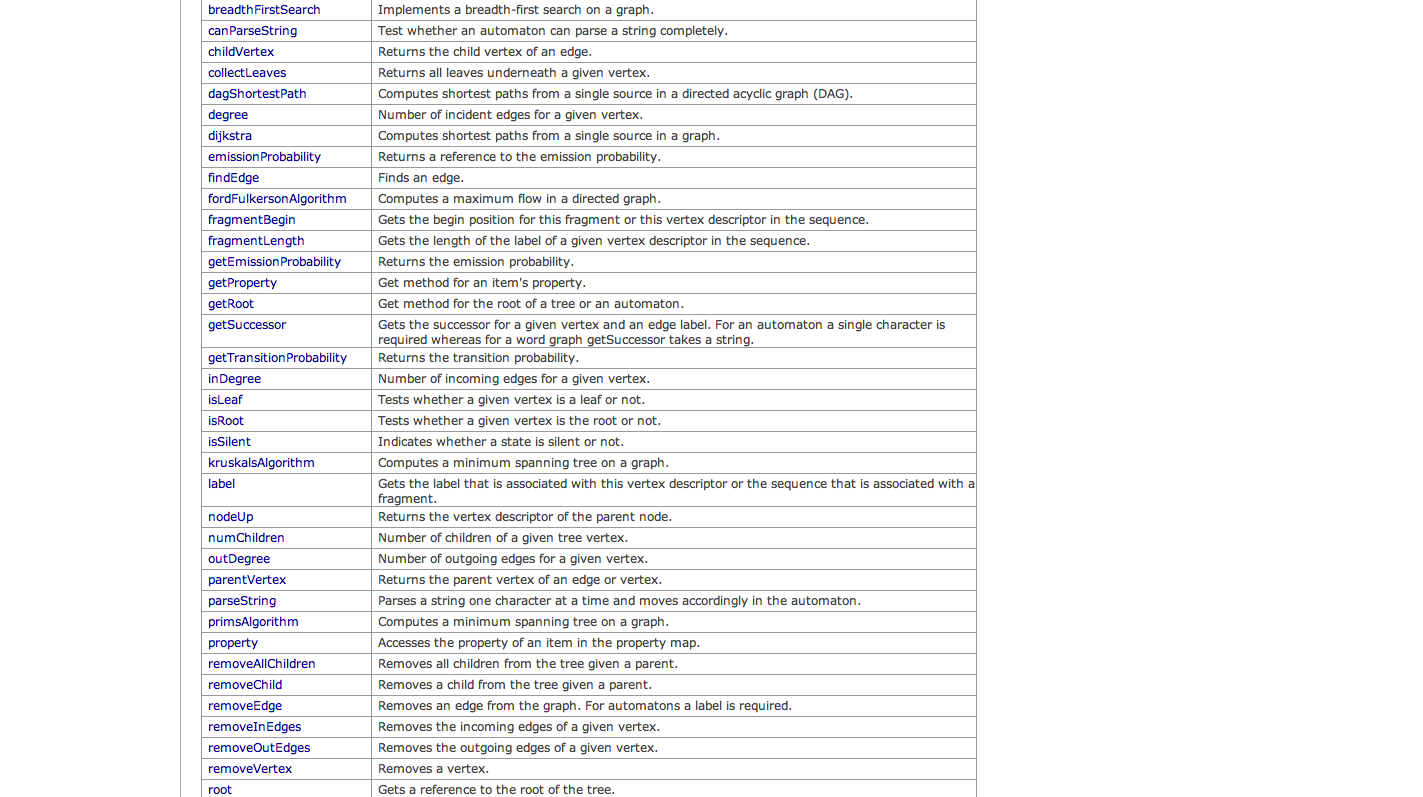 breadthFirstSearch Implements a breadth-first search on a graph.
canParseString Test whether an automaton can parse a string completely.
childVertex Returns the child vertex of an edge.
collectLeaves Returns all leaves underneath a given vertex.
dagShortestPath Computes shortest paths from a single source in a directed acyclic graph (DAG).
degree Number of incident edges for a given vertex.
dijkstra Computes shortest paths from a single source in a graph.
emissionProbability Returns a reference to the emission probability.
findEdge Finds an edge.
fordFulkersonAlgorithm Computes a maximum flow in a directed graph.
fragmentBegin Gets the begin position for this fragment or this vertex descriptor in the sequence.
fragmentLength Gets the length of the label of a given vertex descriptor in the sequence.
getEmissionProbability Returns the emission probability.
getProperty Get method for an item's property.
getRoot Get method for the root of a tree or an automaton.
getSuccessor Gets the successor for a given vertex and an edge label. For an automaton a single character is
required whereas for a word graph getSuccessor takes a string.
getTransitionProbability Returns the transition probability.
inDegree Number of incoming edges for a given vertex.
isLeaf Tests whether a given vertex is a leaf or not.
isRoot Tests whether a given vertex is the root or not.
isSilent Indicates whether a state is silent or not.
kruskalsAlgorithm Computes a minimum spanning tree on a graph.
label Gets the label that is associated with this vertex descriptor or the sequence that is associated with a
fragment.
nodeUp Returns the vertex descriptor of the parent node.
numChildren Number of children of a given tree vertex.
outDegree Number of outgoing edges for a given vertex.
parentVertex Returns the parent vertex of an edge or vertex.
parseString Parses a string one character at a time and moves accordingly in the automaton.
primsAlgorithm Computes a minimum spanning tree on a graph.
property Accesses the property of an item in the property map.
removeAllChildren Removes all children from the tree given a parent.
removeChild Removes a child from the tree given a parent.
removeEdge Removes an edge from the graph. For automatons a label is required.
removeInEdges Removes the incoming edges of a given vertex.
removeOutEdges Removes the outgoing edges of a given vertex.
removeVertex Removes a vertex.
root Gets a reference to the root of the tree.